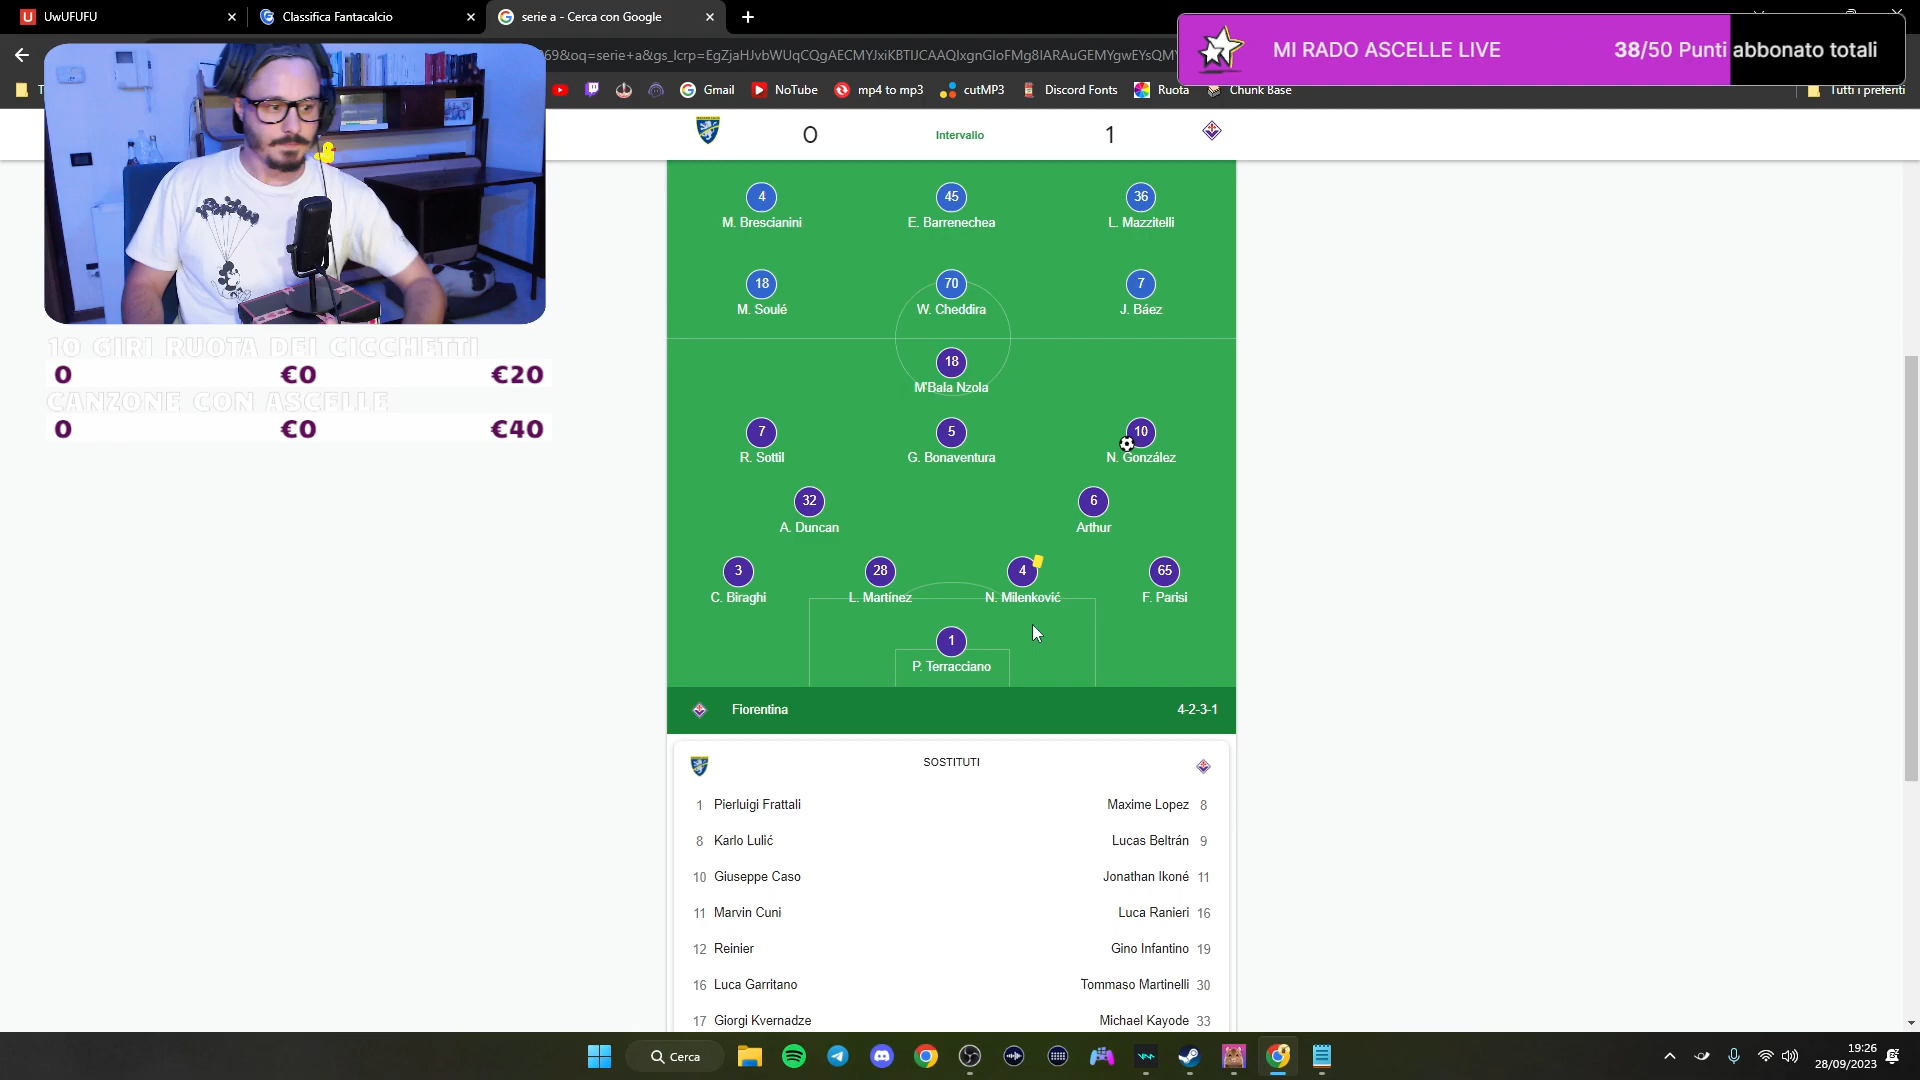 UwUFUFU
Classifica Fantacalcio
serie a - Cerca con Google
MI RADO ASCELLE LIVE
38/50 Punti abbonato totali
69&oq=serie+a&gs_lcrp=EgZjaHJvbWUqCQgAECMYJxiKBTIJCAAQIxgnGIoFMg8IARAuGEMYgwEYsQMY
T
Gmail
NoTube
mp4 to mp3
cutMP3
Discord Fonts
Ruota
Chunk Base
Tutti i preferiti
0
Intervallo
1
4
45
36
M. Brescianini
E. Barrenechea
L. Mazzitelli
18
70
7
M. Soulé
W. Cheddira
J. Báez
18
M'Bala Nzola
7
5
10
R. Sottil
G. Bonaventura
N. González
32
6
A. Duncan
Arthur
3
28
4
65
C. Biraghi
L. Martínez
N. Milenković
F. Parisi
1
P. Terracciano
Fiorentina
4-2-3-1
SOSTITUTI
1 Pierluigi Frattali
Maxime Lopez 8
8 Karlo Lulić
Lucas Beltrán 9
10 Giuseppe Caso
Jonathan Ikoné 11
11 Marvin Cuni
Luca Ranieri 16
12 Reinier
Gino Infantino 19
16 Luca Garritano
Tommaso Martinelli 30
17 Giorgi Kvernadze
Michael Kayode 33
10 GIRI RUOTA DEI CICCHETTI
0 €0 €20
CANZONE CON ASCELLE
0 €0 €40
Cerca
19:26
28/09/2023